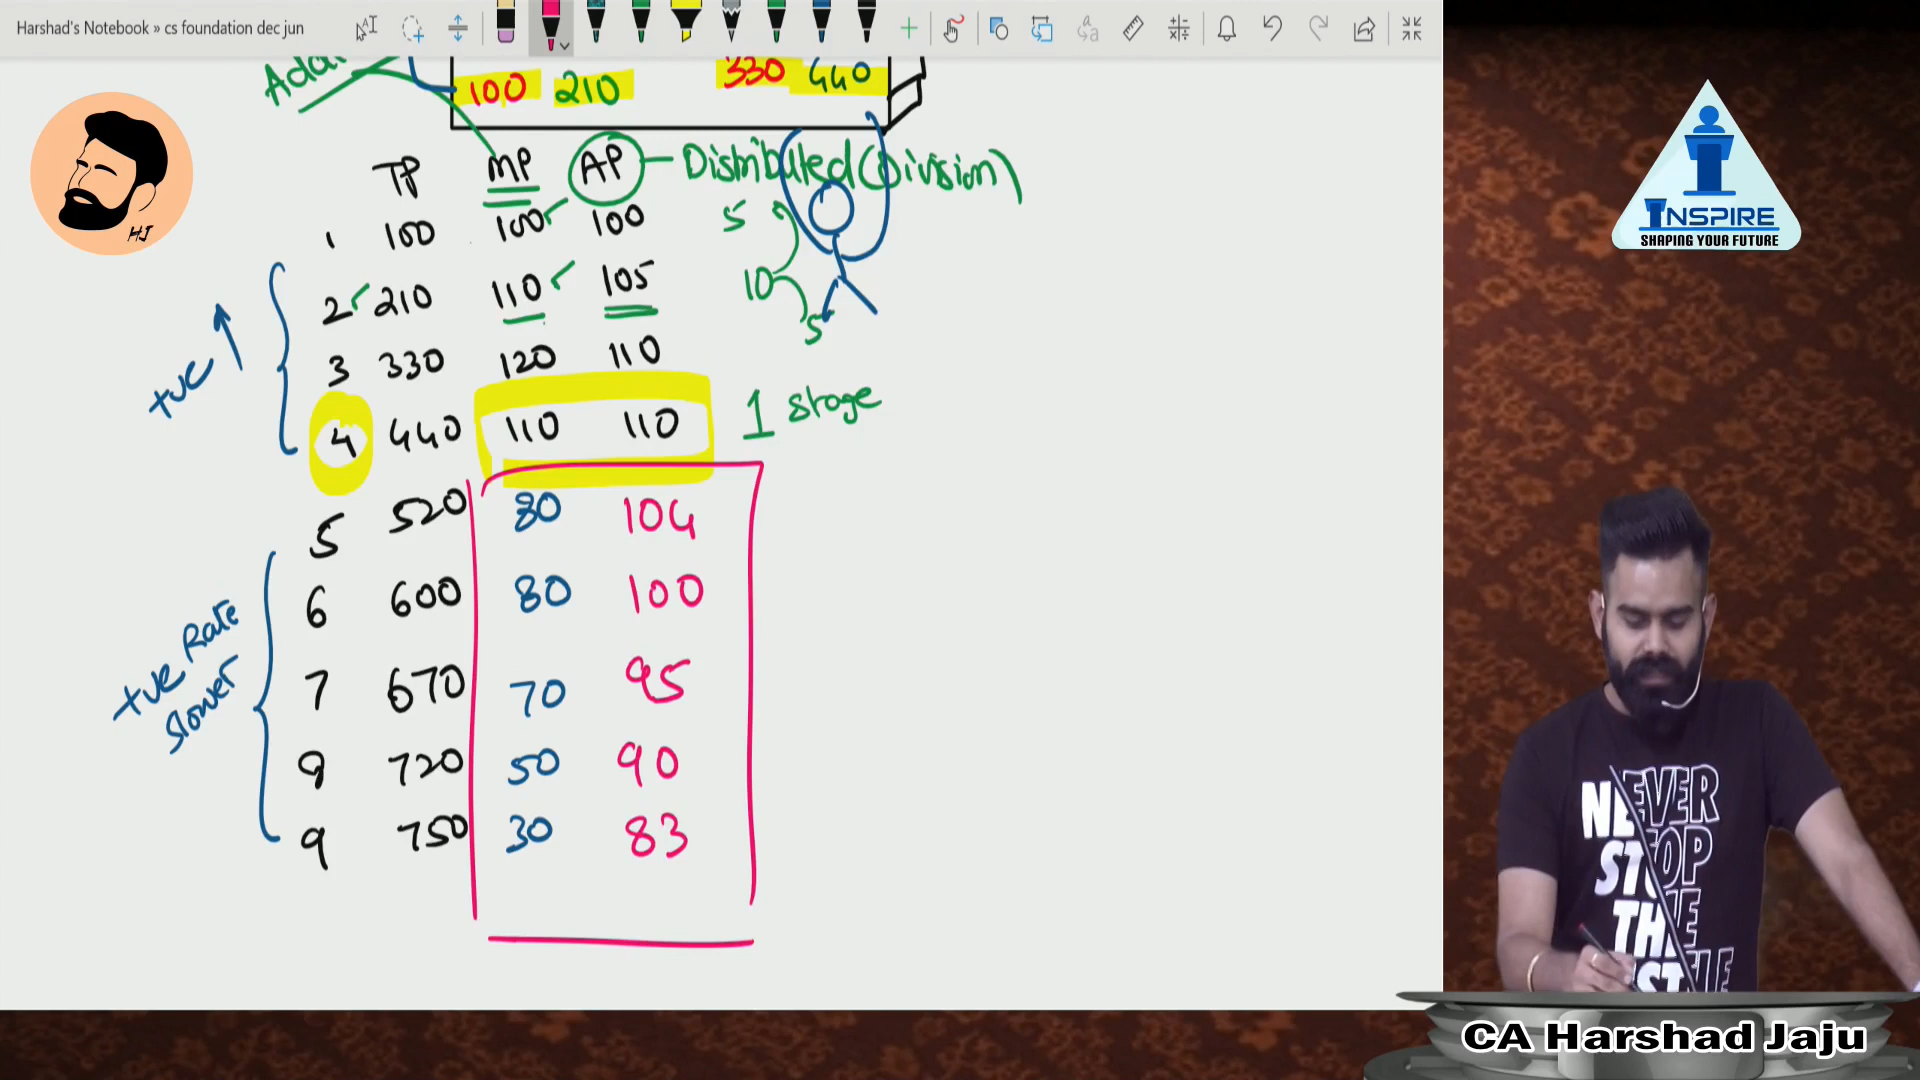 Harshad's Notebook » cs foundation dec jun
100 210 330 440
TP MP AP — Distributed (Division)
1 100 100 100
2 210 110 105
3 330 120 110
4 440 110 110
5 520 80 104
6 600 80 100
7 670 70 95
9 720 50 90
9 750 30 83
5
10
5
1 stage
+ve
+ve Rate
slower
HJ
INSPIRE
SHAPING YOUR FUTURE
NEVER
STOP
THE
CA Harshad Jaju